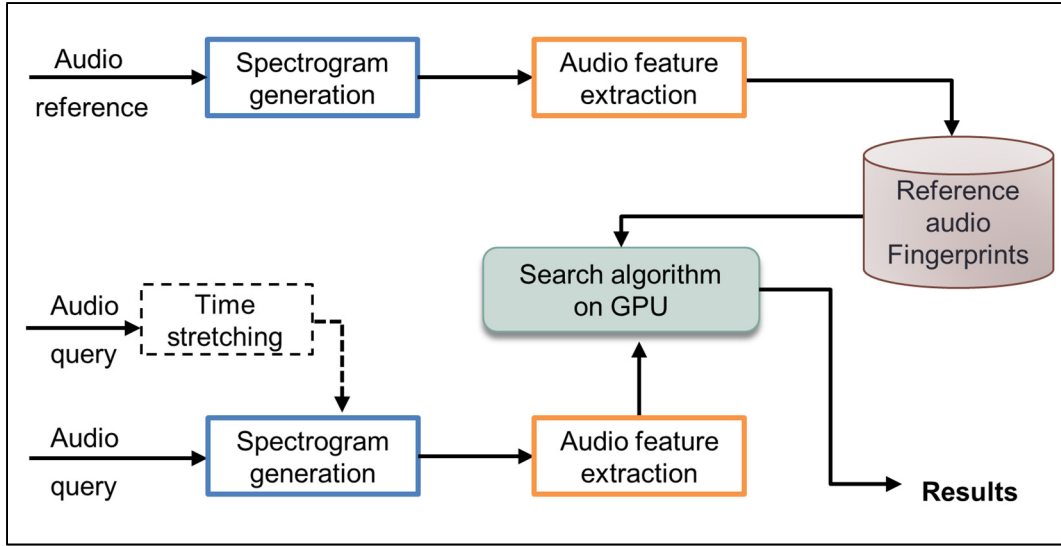 Audio
reference
Spectrogram
generation
Audio feature
extraction
Reference
audio
Fingerprints
Search algorithm
on GPU
Audio
query
Time
stretching
Audio
query
Spectrogram
generation
Audio feature
extraction
Results